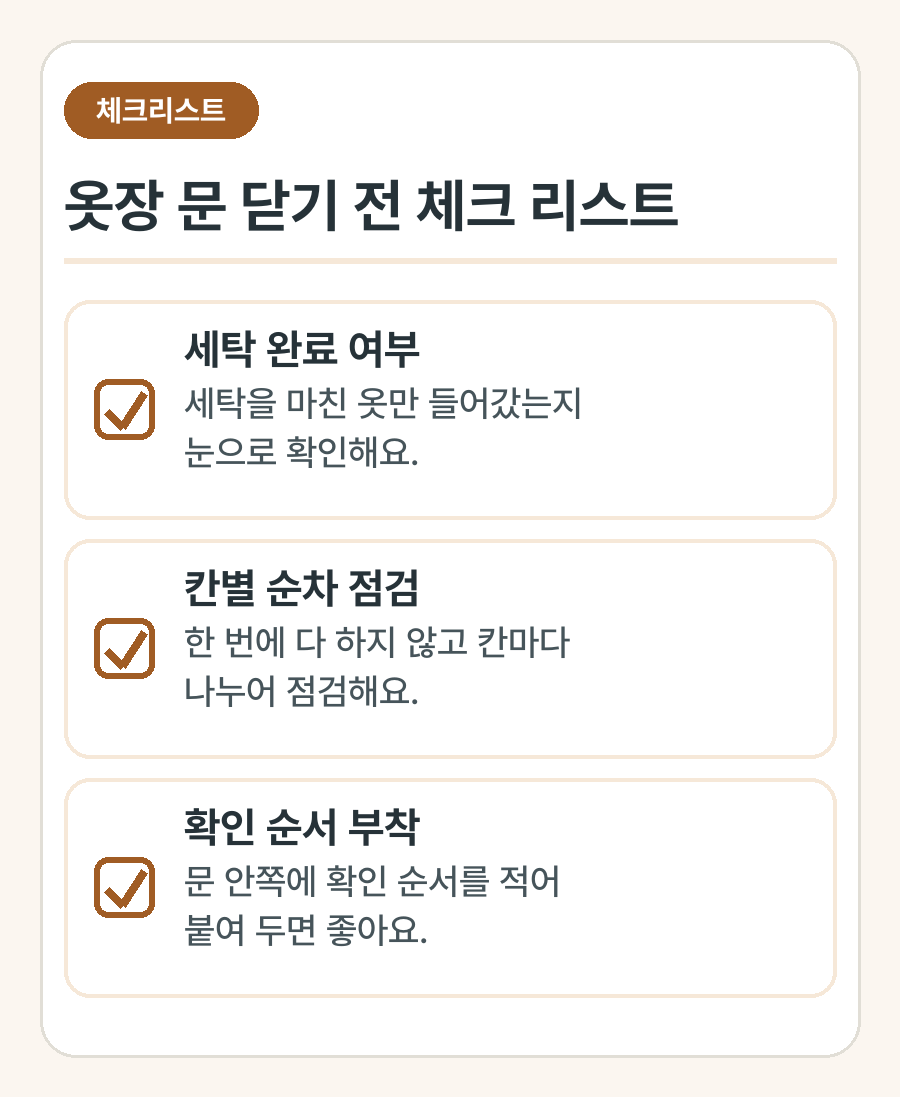 체크리스트
옷장 문 닫기 전 체크 리스트
세탁 완료 여부
세탁을 마친 옷만 들어갔는지
눈으로 확인해요.
칸별 순차 점검
한 번에 다 하지 않고 칸마다
나누어 점검해요.
확인 순서 부착
문 안쪽에 확인 순서를 적어
붙여 두면 좋아요.